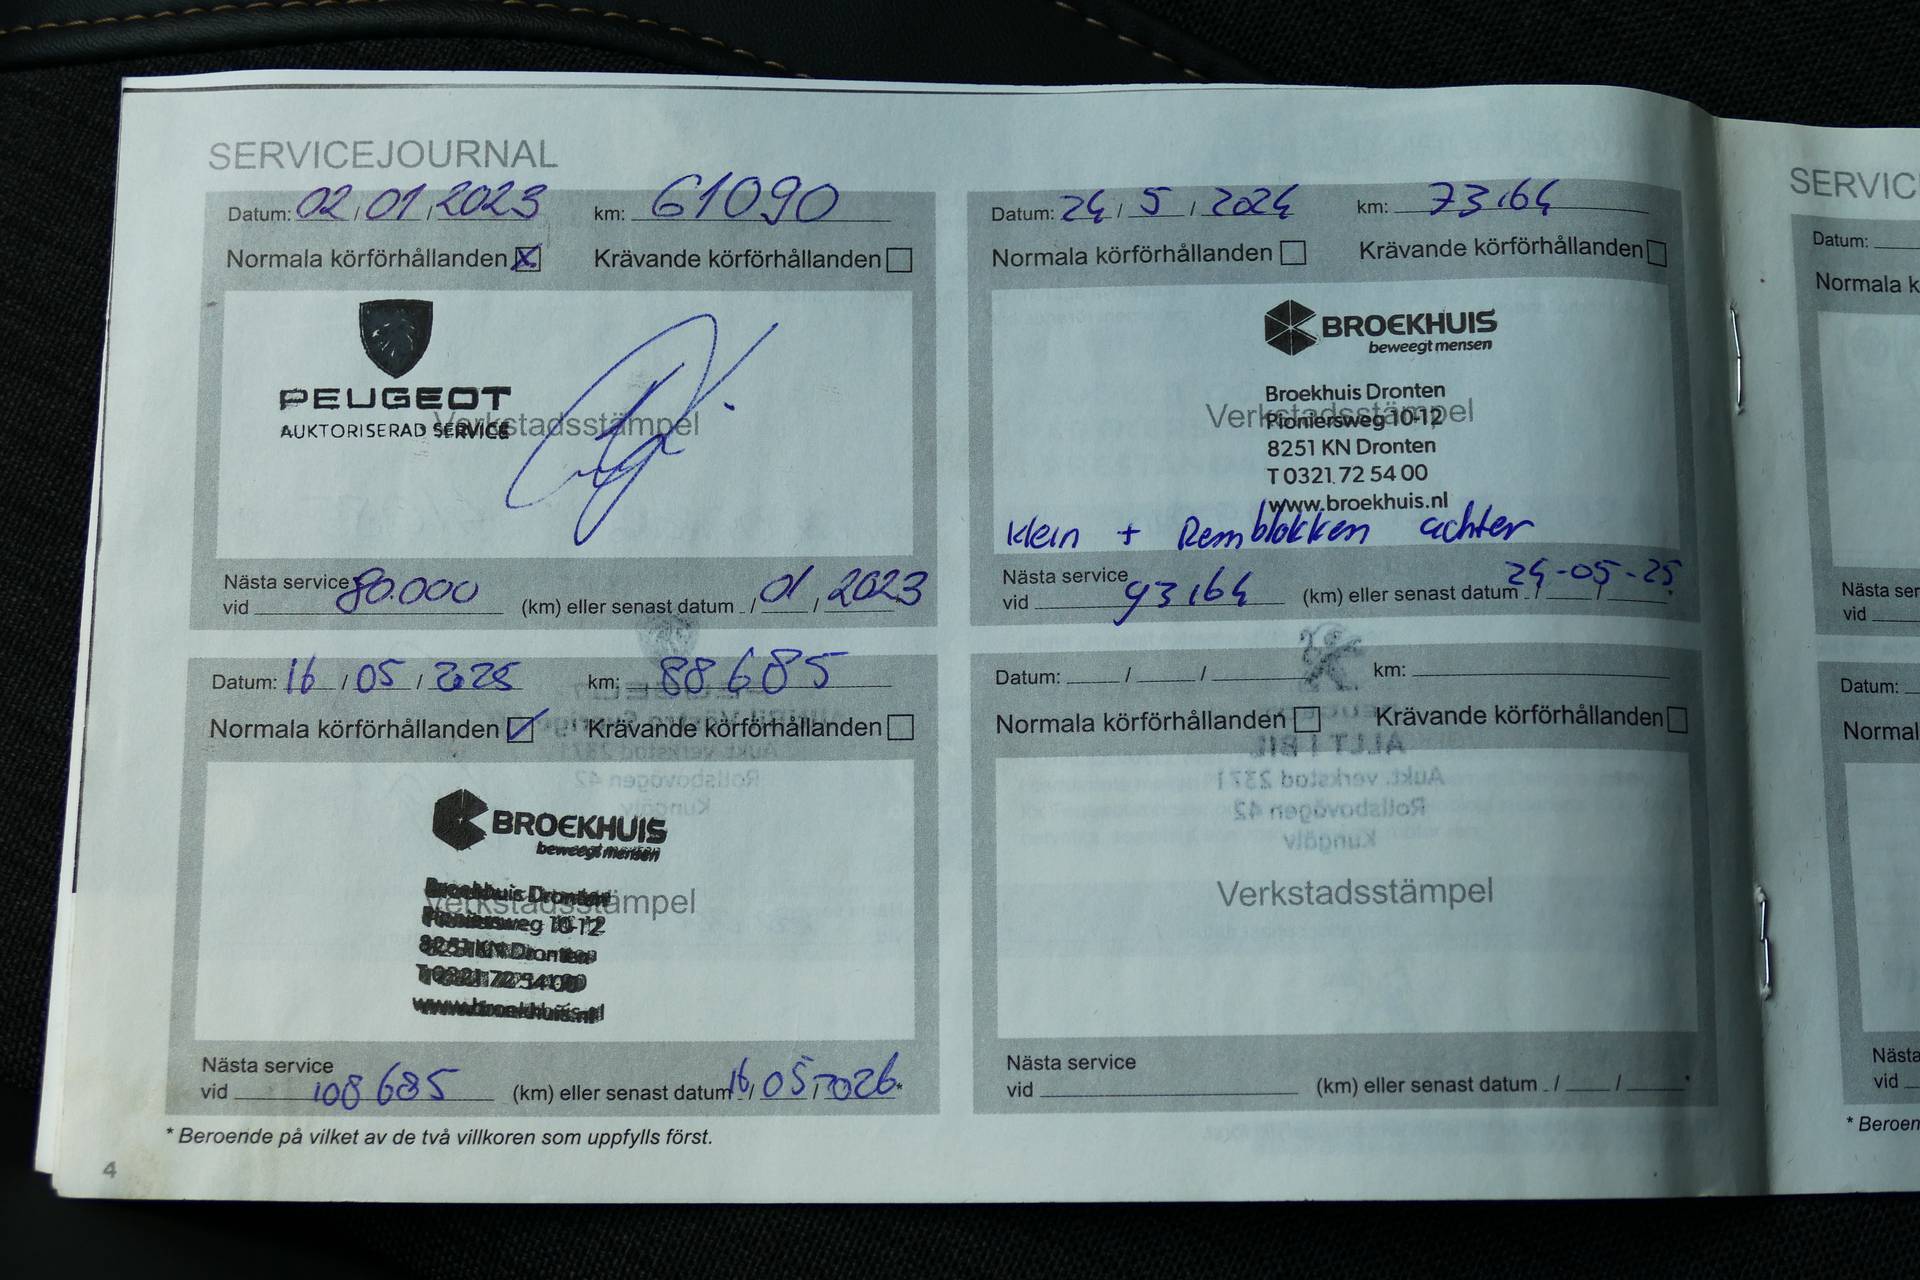 SERVICEJOURNAL
Datum: 02/01/2023 km: 61090
Normala körförhållanden Krävande körförhållanden
PEUGEOT
AUKTORISERAD SERVICE
Verkstadsstämpel
Nästa service
vid 80.000 (km) eller senast datum /01/2023
Datum: 24/5/2024 km: 73164
Normala körförhållanden Krävande körförhållanden
BROEKHUIS
beweegt mensen
Broekhuis Dronten
Verkstadsstämpel
Pioniersweg 10-12
8251 KN Dronten
T 0321 72 54 00
www.broekhuis.nl
klein + Remblokken achter
Nästa service
vid 93164 (km) eller senast datum 24-05-25
Datum: 16/05/2025 km: 88685
Normala körförhållanden Krävande körförhållanden
BROEKHUIS
beweegt mensen
Broekhuis Dronten
Verkstadsstämpel
Pioniersweg 10-12
8251 KN Dronten
T 0321 72 54 00
www.broekhuis.nl
Nästa service
vid 108685 (km) eller senast datum 16/05/2026*
Datum: / / km:
Normala körförhållanden Krävande körförhållanden
Verkstadsstämpel
Nästa service
vid (km) eller senast datum / / *
* Beroende på vilket av de två villkoren som uppfylls först.
4
SERVIC
Datum:
Normala k
Nästa ser
vid
Datum:
Normal
Nästa
vid
* Beroen